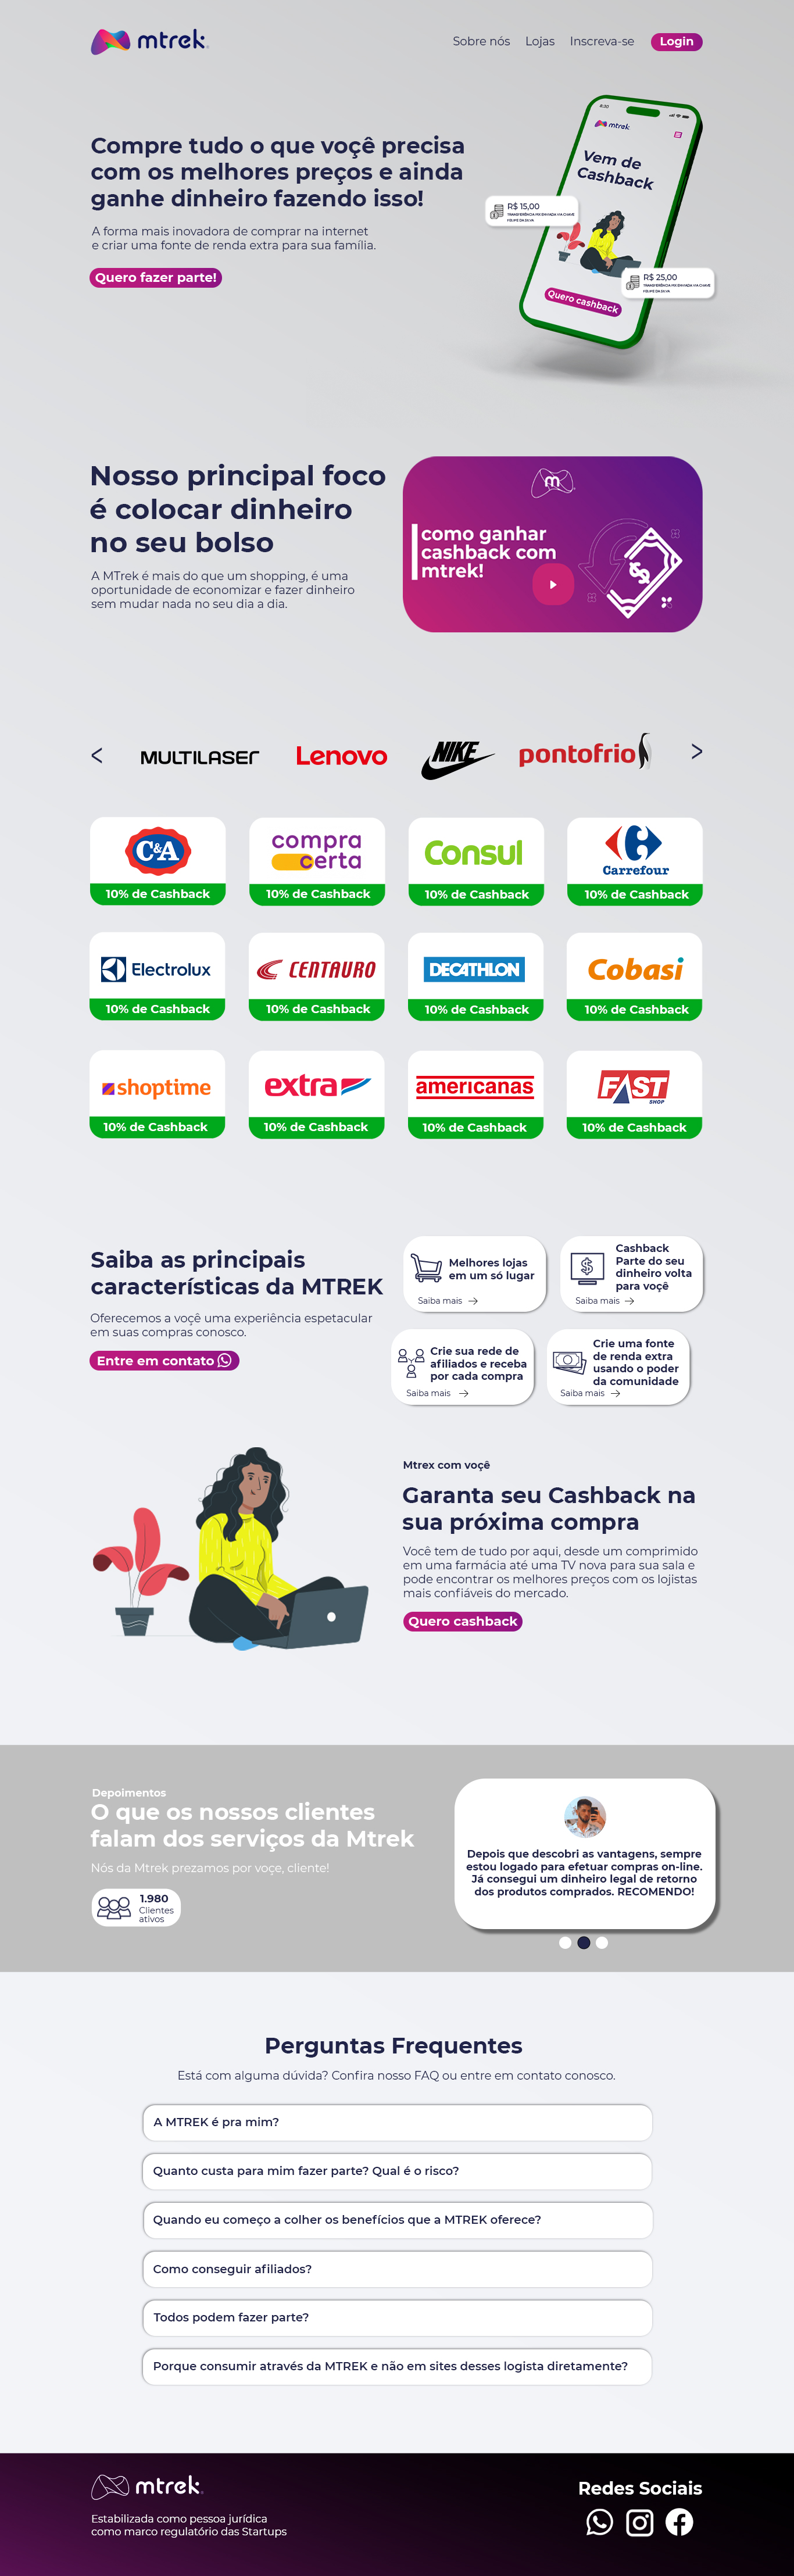 mtrek
Sobre nós Lojas Inscreva-se Login
Compre tudo o que voçê precisa
com os melhores preços e ainda
ganhe dinheiro fazendo isso!
A forma mais inovadora de comprar na internet
e criar uma fonte de renda extra para sua família.
Quero fazer parte!
mtrek
Vem de
Cashback
R$ 15,00
TRANSFERÊNCIA PIX ENVIADA VIA CHAVE
FELIPE DA SILVA
R$ 25,00
TRANSFERÊNCIA PIX ENVIADA VIA CHAVE
FELIPE DA SILVA
Quero cashback
Nosso principal foco
é colocar dinheiro
no seu bolso
A MTrek é mais do que um shopping, é uma
oportunidade de economizar e fazer dinheiro
sem mudar nada no seu dia a dia.
m
como ganhar
cashback com
mtrek!
< MULTILASER Lenovo NIKE pontofrio >
C&A compra certa Consul Carrefour
10% de Cashback 10% de Cashback 10% de Cashback 10% de Cashback
Electrolux CENTAURO DECATHLON Cobasi
10% de Cashback 10% de Cashback 10% de Cashback 10% de Cashback
shoptime extra americanas FAST SHOP
10% de Cashback 10% de Cashback 10% de Cashback 10% de Cashback
Saiba as principais
características da MTREK
Oferecemos a voçê uma experiência espetacular
em suas compras conosco.
Entre em contato
Melhores lojas
em um só lugar
Saiba mais
Cashback
Parte do seu
dinheiro volta
para voçê
Saiba mais
Crie sua rede de
afiliados e receba
por cada compra
Saiba mais
Crie uma fonte
de renda extra
usando o poder
da comunidade
Saiba mais
Mtrex com voçê
Garanta seu Cashback na
sua próxima compra
Você tem de tudo por aqui, desde um comprimido
em uma farmácia até uma TV nova para sua sala e
pode encontrar os melhores preços com os lojistas
mais confiáveis do mercado.
Quero cashback
Depoimentos
O que os nossos clientes
falam dos serviços da Mtrek
Nós da Mtrek prezamos por voçe, cliente!
1.980
Clientes
ativos
Depois que descobri as vantagens, sempre
estou logado para efetuar compras on-line.
Já consegui um dinheiro legal de retorno
dos produtos comprados. RECOMENDO!
Perguntas Frequentes
Está com alguma dúvida? Confira nosso FAQ ou entre em contato conosco.
A MTREK é pra mim?
Quanto custa para mim fazer parte? Qual é o risco?
Quando eu começo a colher os benefícios que a MTREK oferece?
Como conseguir afiliados?
Todos podem fazer parte?
Porque consumir através da MTREK e não em sites desses logista diretamente?
mtrek
Estabilizada como pessoa jurídica
como marco regulatório das Startups
Redes Sociais